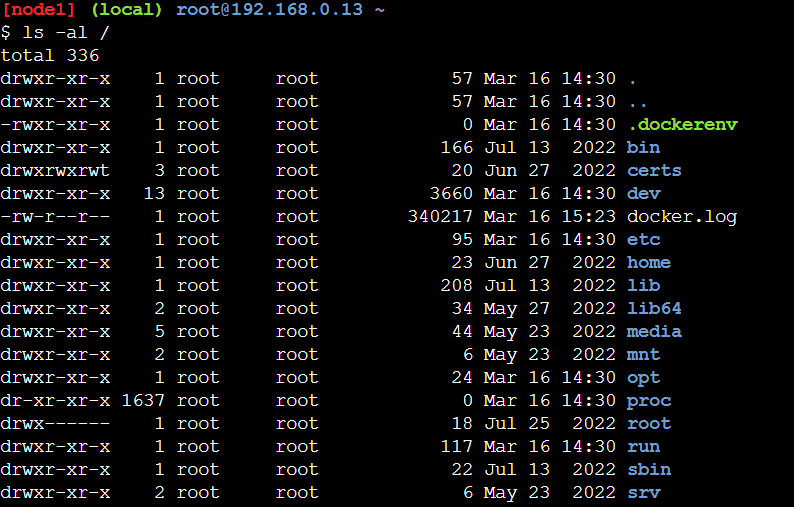 [node1] (local) root@192.168.0.13 ~
$ ls -al /
total 336
drwxr-xr-x    1 root     root            57 Mar 16 14:30 .
drwxr-xr-x    1 root     root            57 Mar 16 14:30 ..
-rwxr-xr-x    1 root     root             0 Mar 16 14:30 .dockerenv
drwxr-xr-x    1 root     root           166 Jul 13  2022 bin
drwxrwxrwt    3 root     root            20 Jun 27  2022 certs
drwxr-xr-x   13 root     root          3660 Mar 16 14:30 dev
-rw-r--r--    1 root     root        340217 Mar 16 15:23 docker.log
drwxr-xr-x    1 root     root            95 Mar 16 14:30 etc
drwxr-xr-x    1 root     root            23 Jun 27  2022 home
drwxr-xr-x    1 root     root           208 Jul 13  2022 lib
drwxr-xr-x    2 root     root            34 May 27  2022 lib64
drwxr-xr-x    5 root     root            44 May 23  2022 media
drwxr-xr-x    2 root     root             6 May 23  2022 mnt
drwxr-xr-x    1 root     root            24 Mar 16 14:30 opt
dr-xr-xr-x 1637 root     root             0 Mar 16 14:30 proc
drwx------    1 root     root            18 Jul 25  2022 root
drwxr-xr-x    1 root     root           117 Mar 16 14:30 run
drwxr-xr-x    1 root     root            22 Jul 13  2022 sbin
drwxr-xr-x    2 root     root             6 May 23  2022 srv